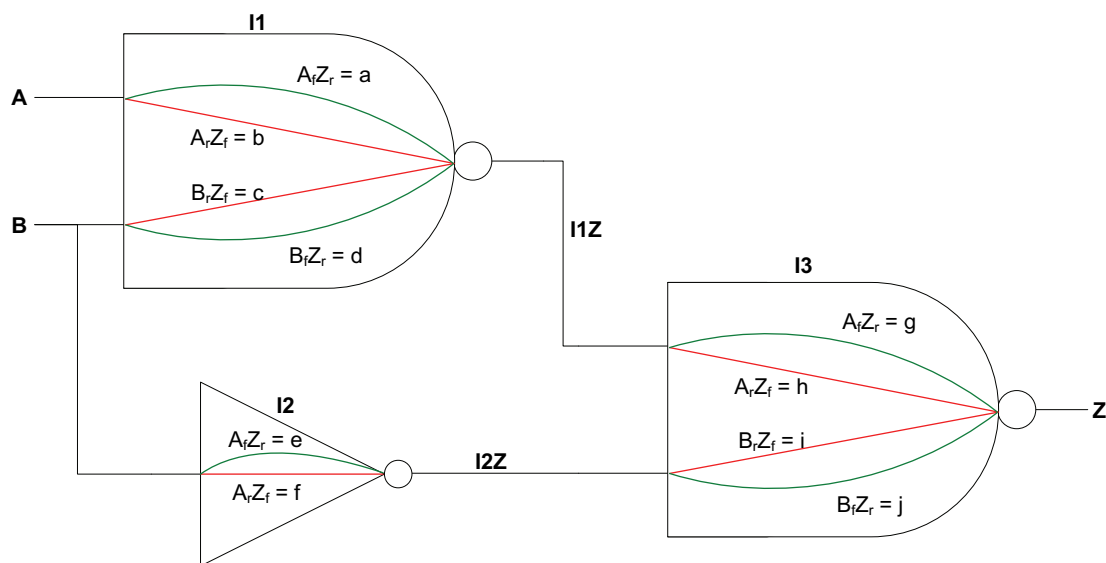 I1
A
AfZr = a
ArZf = b
BrZf = c
B
BfZr = d
I1Z
I3
AfZr = g
ArZf = h
Z
I2
AfZr = e
BrZf = i
I2Z
ArZf = f
BfZr = j